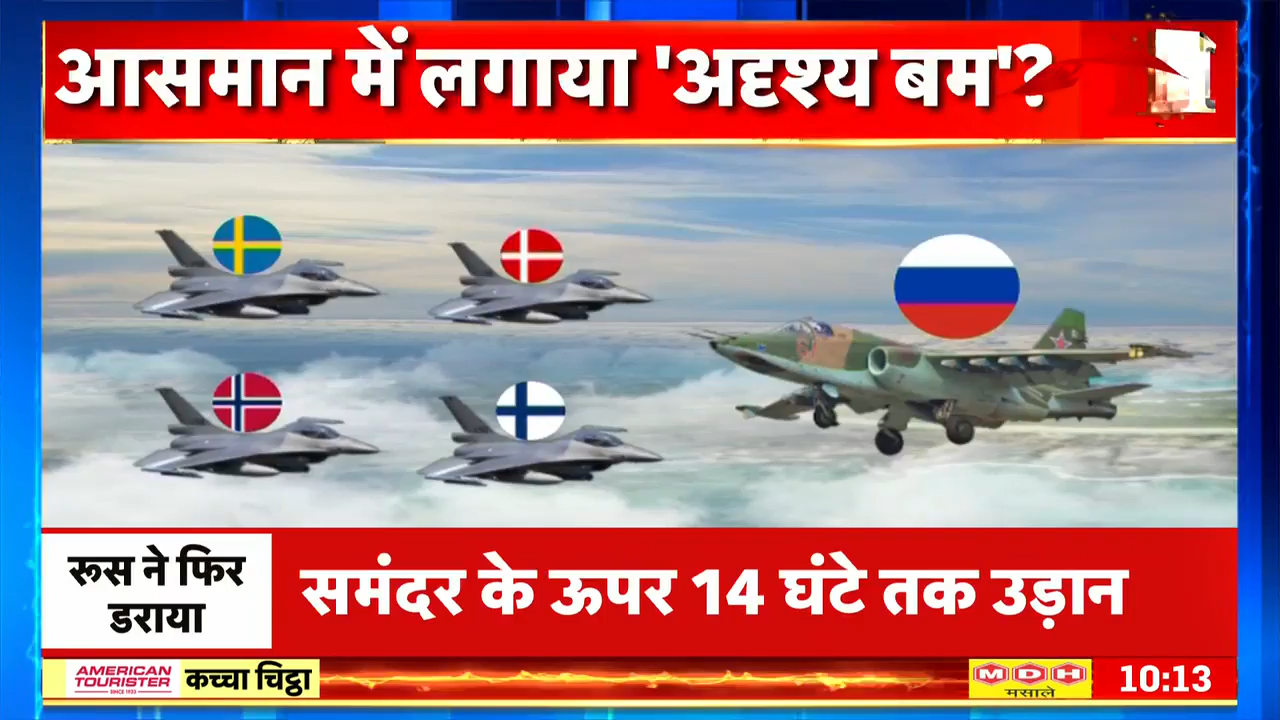 आसमान में लगाया 'अदृश्य बम'?
रूस ने फिर
डराया
समंदर के ऊपर 14 घंटे तक उड़ान
AMERICAN
TOURISTER
SINCE 1933
कच्चा चिट्ठा
MDH
मसाले
10:13